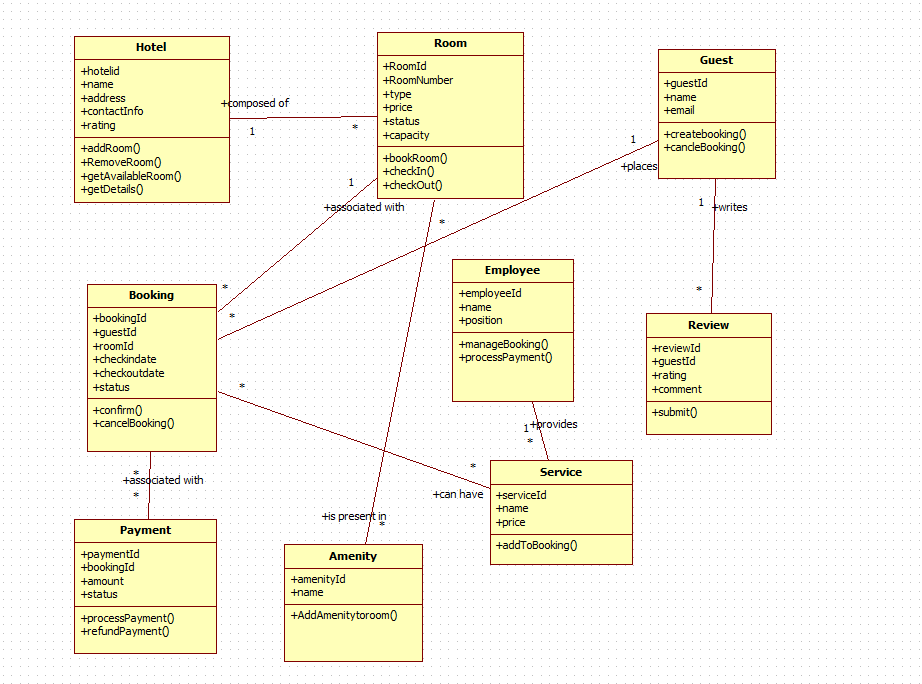 Hotel
+hotelid
+name
+address
+contactInfo
+rating
+addRoom()
+RemoveRoom()
+getAvailableRoom()
+getDetails()
+composed of
1
*
Room
+RoomId
+RoomNumber
+type
+price
+status
+capacity
+bookRoom()
+checkIn()
+checkOut()
Guest
+guestId
+name
+email
+createbooking()
+cancleBooking()
1
+places
*
1
+associated with
*
1
+writes
*
Booking
+bookingId
+guestId
+roomId
+checkindate
+checkoutdate
+status
+confirm()
+cancelBooking()
Employee
+employeeId
+name
+position
+manageBooking()
+processPayment()
Review
+reviewId
+guestId
+rating
+comment
+submit()
*
+is present in
*
1
+provides
*
*
+can have
*
*
+associated with
*
Payment
+paymentId
+bookingId
+amount
+status
+processPayment()
+refundPayment()
Amenity
+amenityId
+name
+AddAmenitytoroom()
Service
+serviceId
+name
+price
+addToBooking()